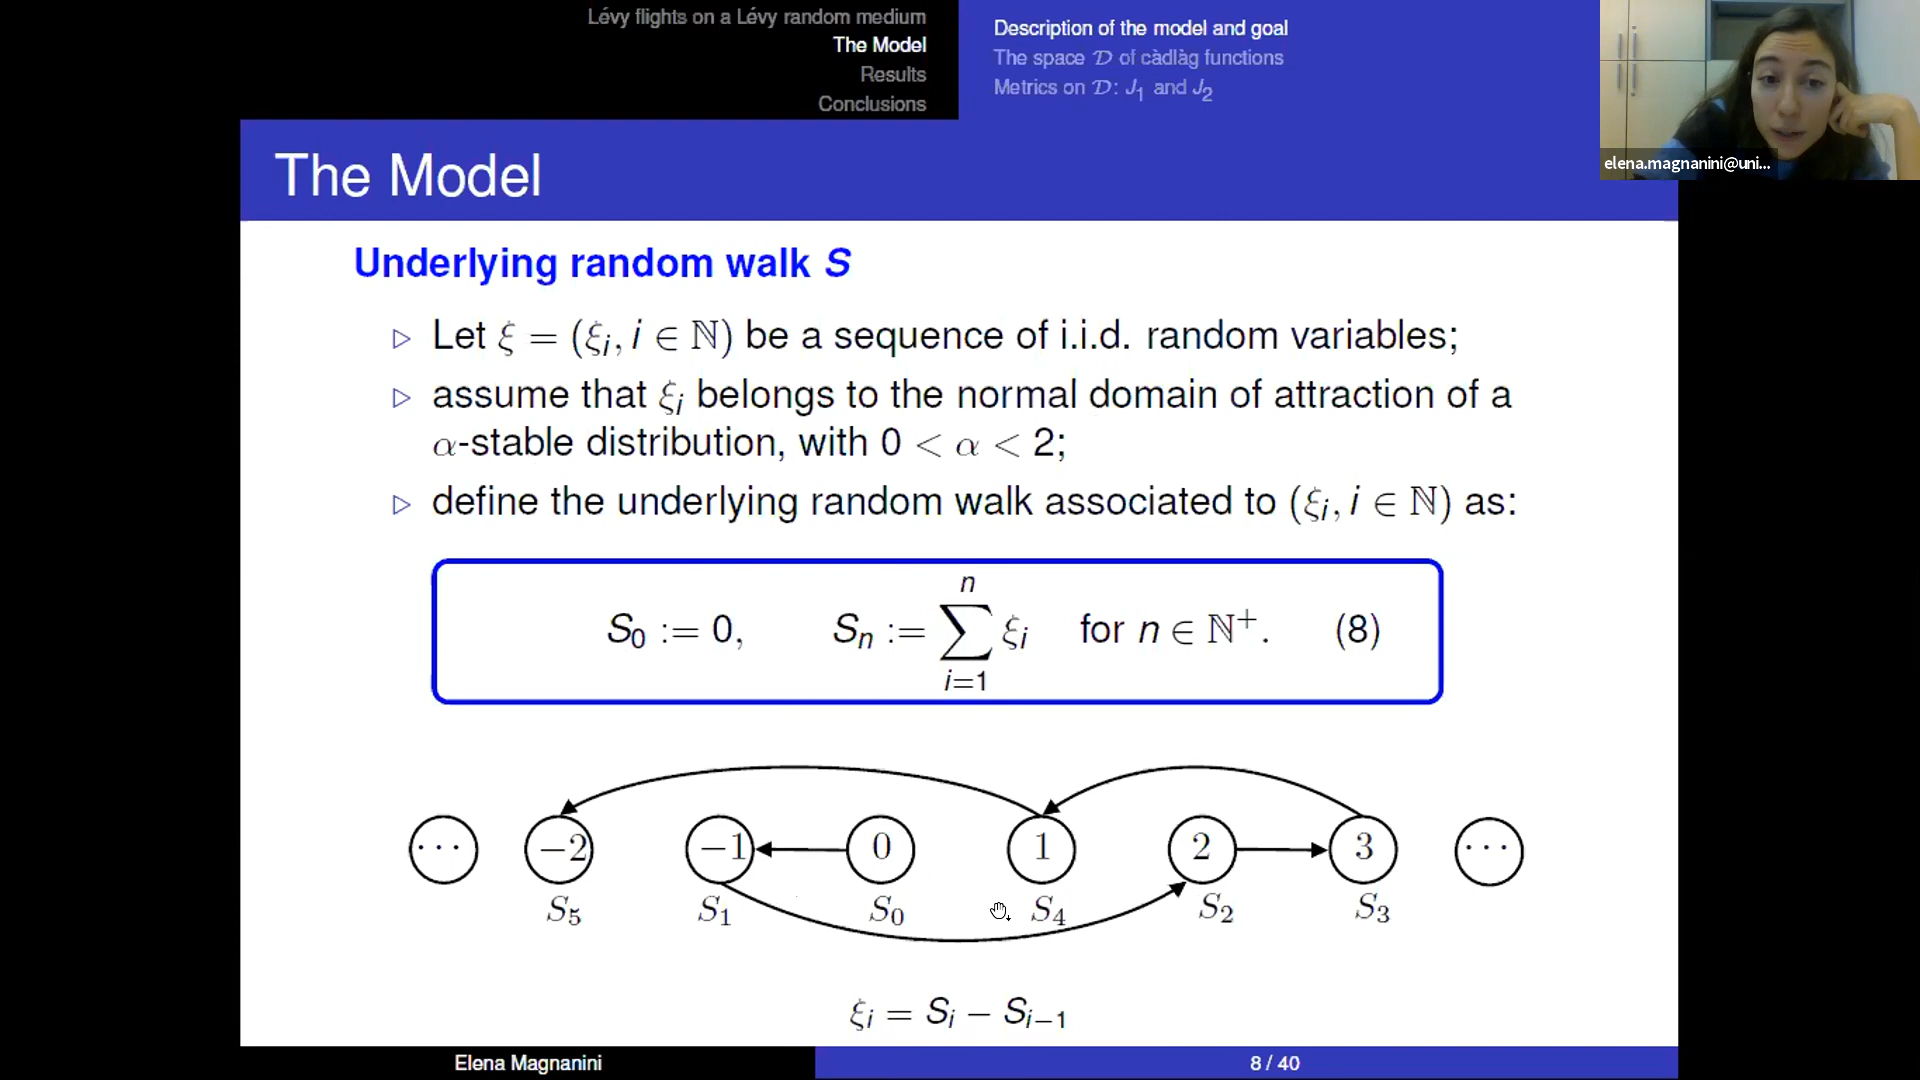 Lévy flights on a Lévy random medium
The Model
Results
Conclusions
Description of the model and goal
The space 𝒟 of càdlàg functions
Metrics on 𝒟: J₁ and J₂
elena.magnanini@uni...
The Model
Underlying random walk S
▷ Let ξ = (ξᵢ, i ∈ ℕ) be a sequence of i.i.d. random variables;
▷ assume that ξᵢ belongs to the normal domain of attraction of a
α-stable distribution, with 0 < α < 2;
▷ define the underlying random walk associated to (ξᵢ, i ∈ ℕ) as:
S₀ := 0, Sₙ := ∑ᵢ₌₁ⁿ ξᵢ for n ∈ ℕ⁺. (8)
··· −2 −1 0 1 2 3 ···
S₅ S₁ S₀ S₄ S₂ S₃
ξᵢ = Sᵢ − Sᵢ₋₁
Elena Magnanini 8 / 40